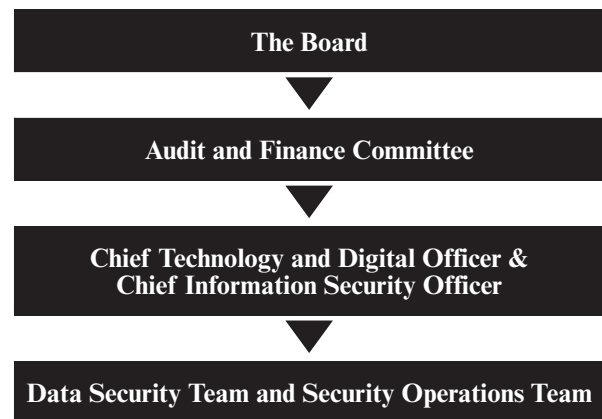 The Board
Audit and Finance Committee
Chief Technology and Digital Officer &
Chief Information Security Officer
Data Security Team and Security Operations Team